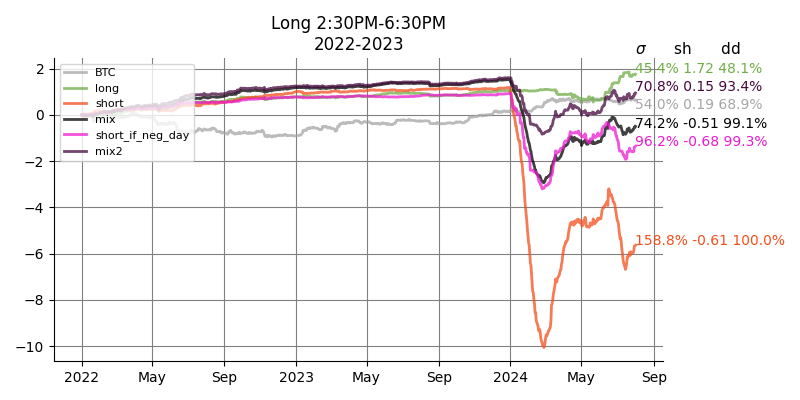 Long 2:30PM-6:30PM
2022-2023
σ sh dd
45.4% 1.72 48.1%
70.8% 0.15 93.4%
54.0% 0.19 68.9%
74.2% -0.51 99.1%
96.2% -0.68 99.3%
158.8% -0.61 100.0%
BTC
long
short
mix
short_if_neg_day
mix2
2
0
−2
−4
−6
−8
−10
2022 May Sep 2023 May Sep 2024 May Sep